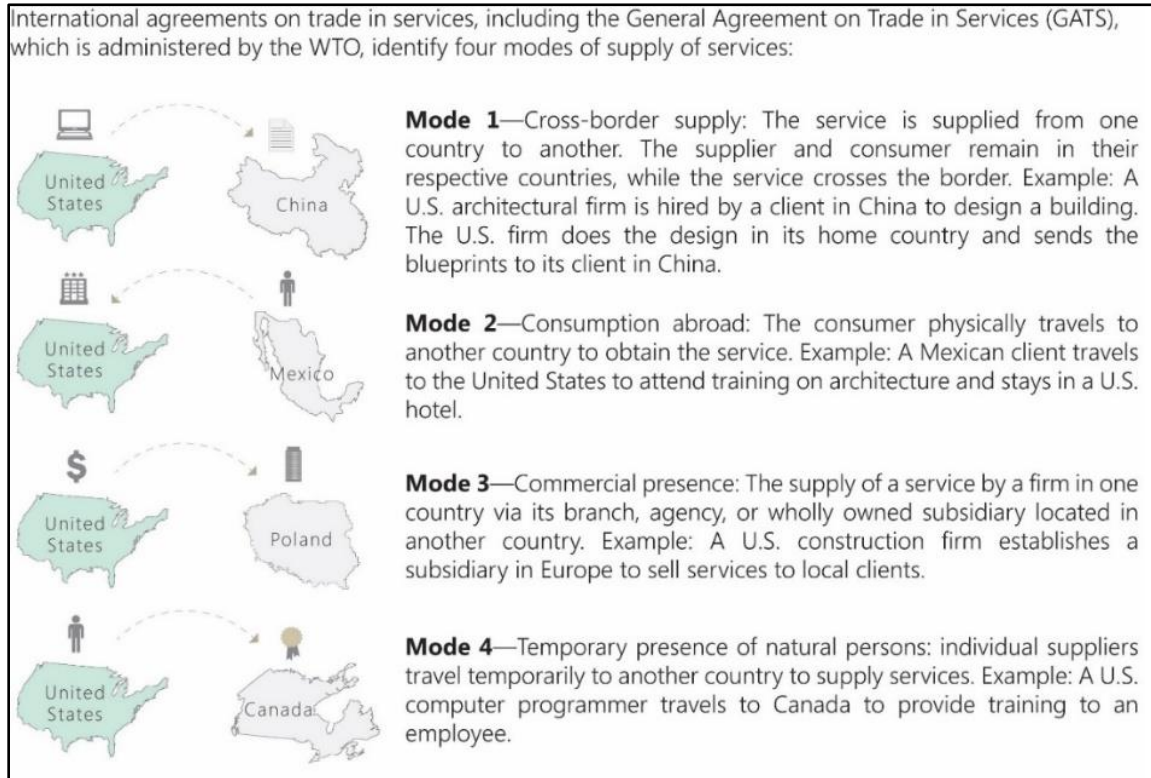 International agreements on trade in services, including the General Agreement on Trade in Services (GATS),
which is administered by the WTO, identify four modes of supply of services:
United
States
China
Mode 1—Cross-border supply: The service is supplied from one
country to another. The supplier and consumer remain in their
respective countries, while the service crosses the border. Example: A
U.S. architectural firm is hired by a client in China to design a building.
The U.S. firm does the design in its home country and sends the
blueprints to its client in China.
United
States
Mexico
Mode 2—Consumption abroad: The consumer physically travels to
another country to obtain the service. Example: A Mexican client travels
to the United States to attend training on architecture and stays in a U.S.
hotel.
$
United
States
Poland
Mode 3—Commercial presence: The supply of a service by a firm in one
country via its branch, agency, or wholly owned subsidiary located in
another country. Example: A U.S. construction firm establishes a
subsidiary in Europe to sell services to local clients.
United
States
Canada
Mode 4—Temporary presence of natural persons: individual suppliers
travel temporarily to another country to supply services. Example: A U.S.
computer programmer travels to Canada to provide training to an
employee.